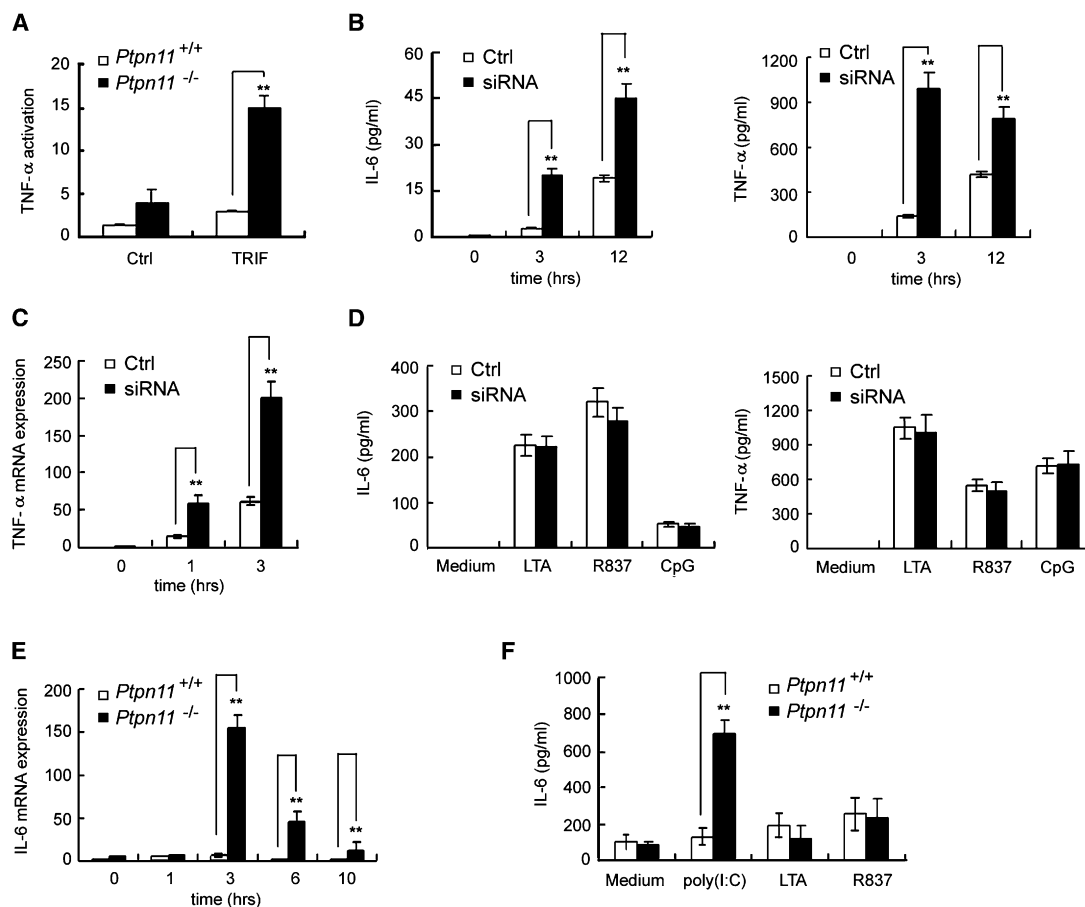 A
Ptpn11 +/+
Ptpn11 -/-
TNF-α activation
20
15
10
5
0
**
Ctrl TRIF
B
Ctrl
siRNA
IL-6 (pg/ml)
60
45
30
15
0
**
**
0 3 12
time (hrs)
Ctrl
siRNA
TNF-α (pg/ml)
1200
900
600
300
0
**
**
0 3 12
time (hrs)
C
Ctrl
siRNA
TNF- α mRNA expression
250
200
150
100
50
0
**
**
0 1 3
time (hrs)
D
Ctrl
siRNA
IL-6 (pg/ml)
400
300
200
100
0
Medium LTA R837 CpG
Ctrl
siRNA
TNF-α (pg/ml)
1500
1200
900
600
300
0
Medium LTA R837 CpG
E
Ptpn11 +/+
Ptpn11 -/-
IL-6 mRNA expression
200
150
100
50
0
**
**
**
0 1 3 6 10
time (hrs)
F
Ptpn11 +/+
Ptpn11 -/-
IL-6 (pg/ml)
1000
800
600
400
200
0
**
Medium poly(I:C) LTA R837